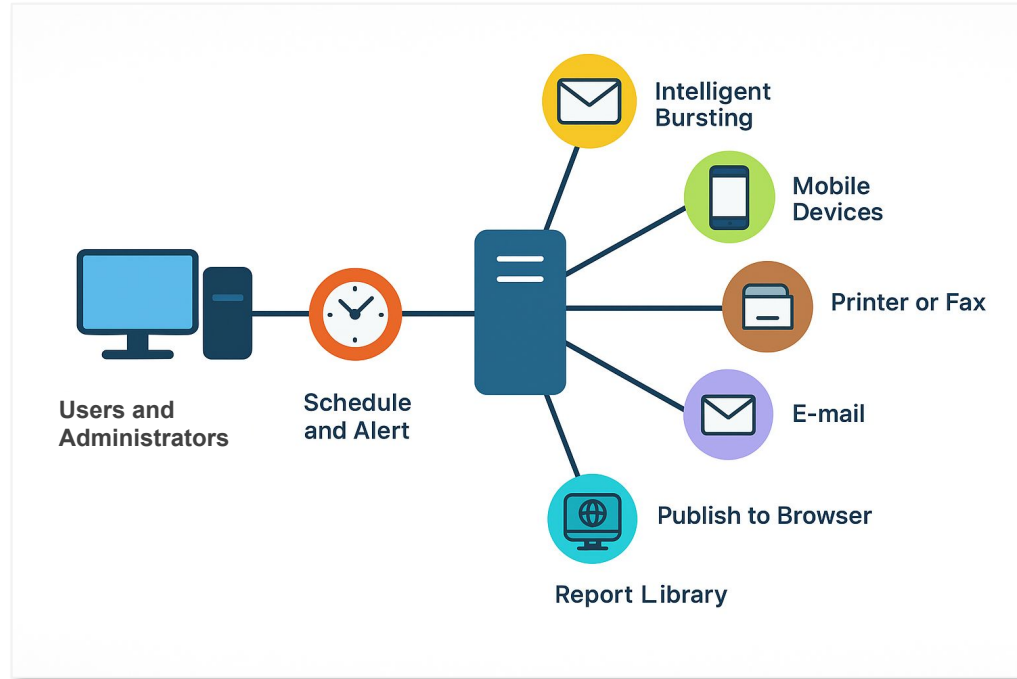 Intelligent
Bursting
Mobile
Devices
Printer or Fax
Users and
Administrators
Schedule
and Alert
E-mail
Publish to Browser
Report Library